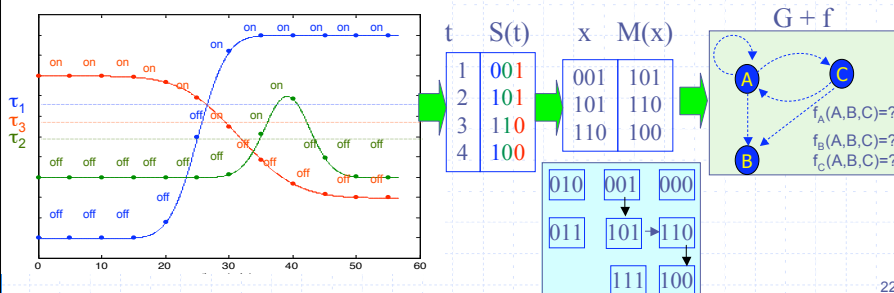 on on on on on
on on on on
on
on
on
on
on
on
off
off off
off off off off off off
off off off
off off
off
off off off
τ1
τ3
τ2
0 10 20 30 40 50 60
t S(t)
1 001
2 101
3 110
4 100
x M(x)
001 101
101 110
110 100
010 001 000
011 101 110
111 100
G + f
A
C
B
fA(A,B,C)=?
fB(A,B,C)=?
fC(A,B,C)=?
22